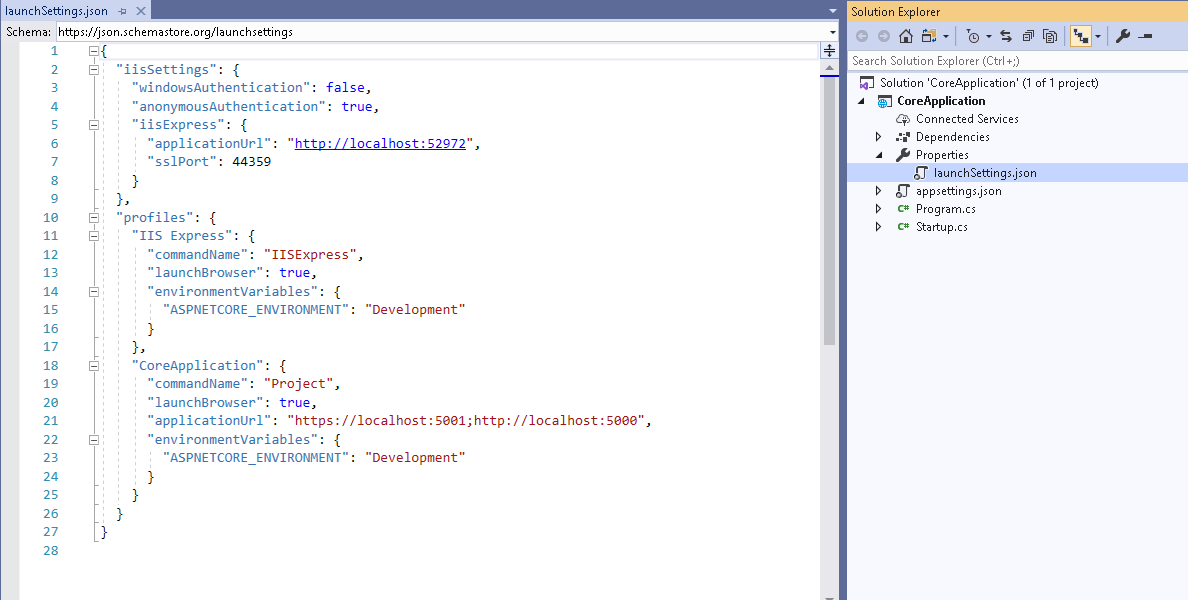 launchSettings.json
Schema: https://json.schemastore.org/launchsettings
1 {
2 "iisSettings": {
3 "windowsAuthentication": false,
4 "anonymousAuthentication": true,
5 "iisExpress": {
6 "applicationUrl": "http://localhost:52972",
7 "sslPort": 44359
8 }
9 },
10 "profiles": {
11 "IIS Express": {
12 "commandName": "IISExpress",
13 "launchBrowser": true,
14 "environmentVariables": {
15 "ASPNETCORE_ENVIRONMENT": "Development"
16 }
17 },
18 "CoreApplication": {
19 "commandName": "Project",
20 "launchBrowser": true,
21 "applicationUrl": "https://localhost:5001;http://localhost:5000",
22 "environmentVariables": {
23 "ASPNETCORE_ENVIRONMENT": "Development"
24 }
25 }
26 }
27 }
28
Solution Explorer
Search Solution Explorer (Ctrl+;)
Solution 'CoreApplication' (1 of 1 project)
CoreApplication
Connected Services
Dependencies
Properties
launchSettings.json
appsettings.json
C# Program.cs
C# Startup.cs